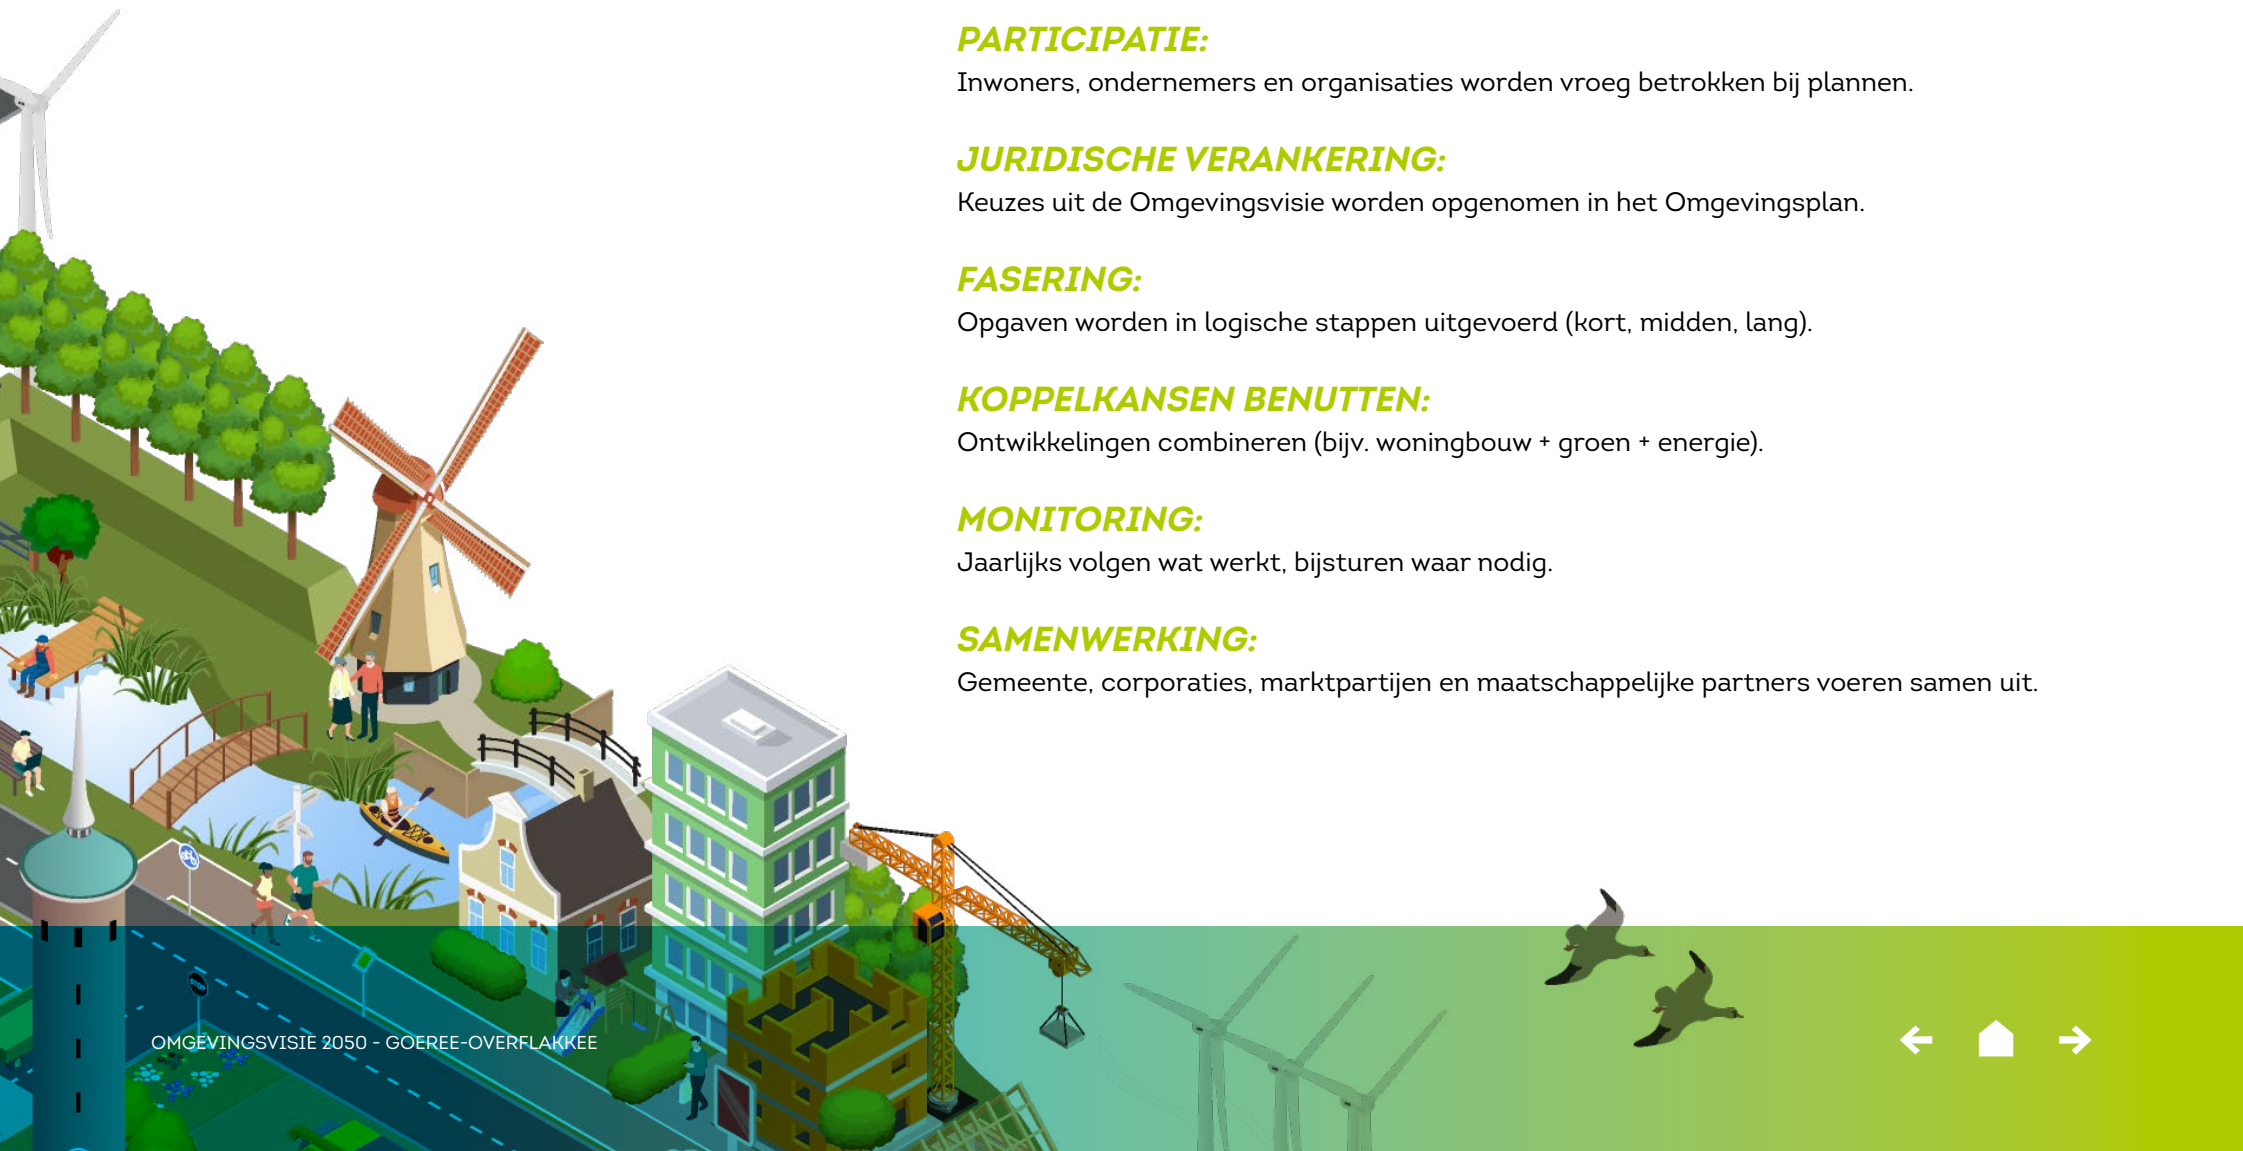 PARTICIPATIE:
Inwoners, ondernemers en organisaties worden vroeg betrokken bij plannen.
JURIDISCHE VERANKERING:
Keuzes uit de Omgevingsvisie worden opgenomen in het Omgevingsplan.
FASERING:
Opgaven worden in logische stappen uitgevoerd (kort, midden, lang).
KOPPELKANSEN BENUTTEN:
Ontwikkelingen combineren (bijv. woningbouw + groen + energie).
MONITORING:
Jaarlijks volgen wat werkt, bijsturen waar nodig.
SAMENWERKING:
Gemeente, corporaties, marktpartijen en maatschappelijke partners voeren samen uit.
STOP
OMGEVINGSVISIE 2050 - GOEREE-OVERFLAKKEE